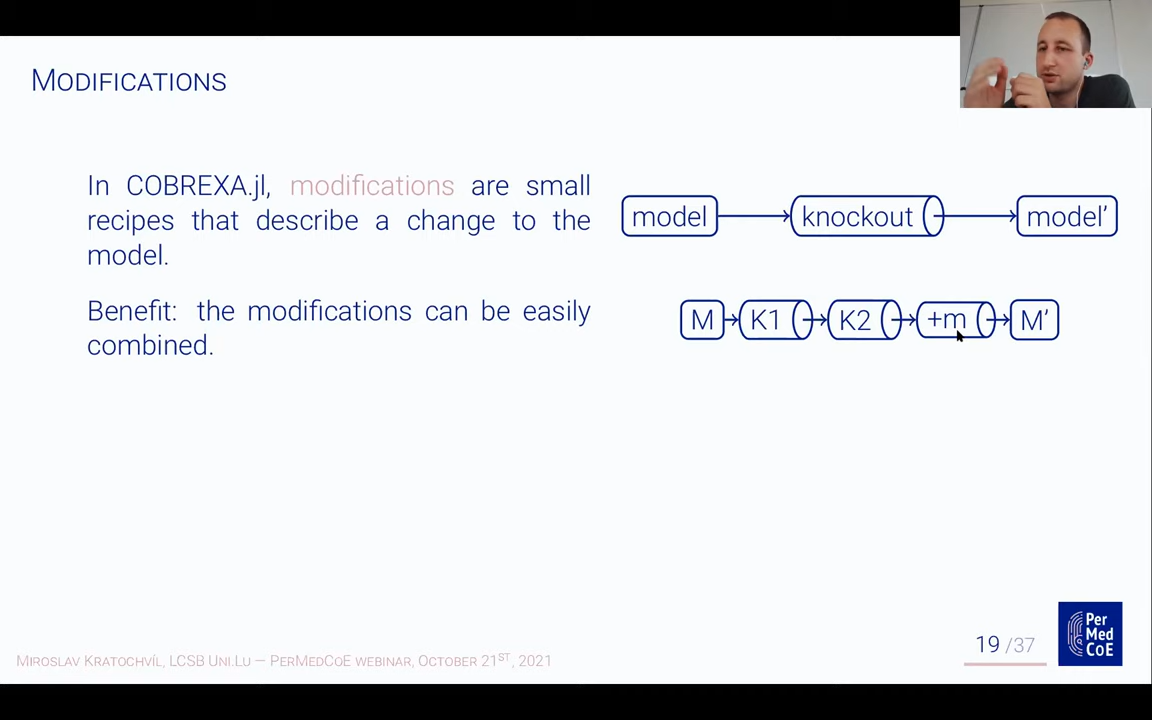 MODIFICATIONS
In COBREXA.jl, modifications are small
recipes that describe a change to the
model.
Benefit: the modifications can be easily
combined.
model knockout model'
M K1 K2 +m M'
MIROSLAV KRATOCHVÍL, LCSB UNI.LU — PERMEDCOE WEBINAR, OCTOBER 21ST, 2021
19 /37
Per
Med
CoE